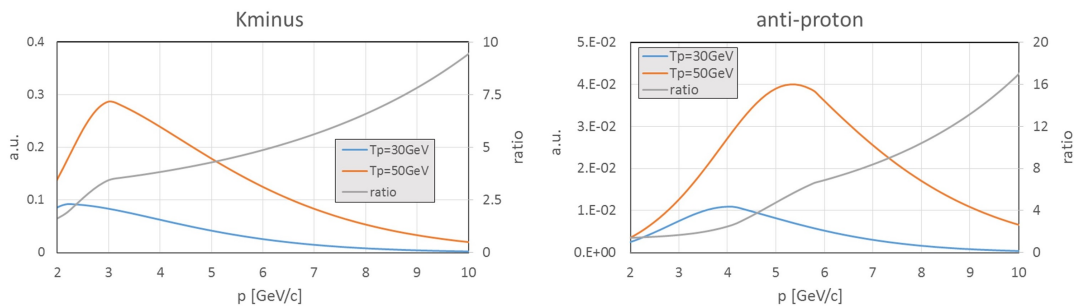 Kminus
0.4
0.3
0.2
0.1
0
a.u.
10
7.5
5
2.5
0
ratio
Tp=30GeV
Tp=50GeV
ratio
2 3 4 5 6 7 8 9 10
p [GeV/c]
anti-proton
5.E-02
4.E-02
3.E-02
2.E-02
1.E-02
0.E+00
a.u.
20
16
12
8
4
0
ratio
Tp=30GeV
Tp=50GeV
ratio
2 3 4 5 6 7 8 9 10
p [GeV/c]